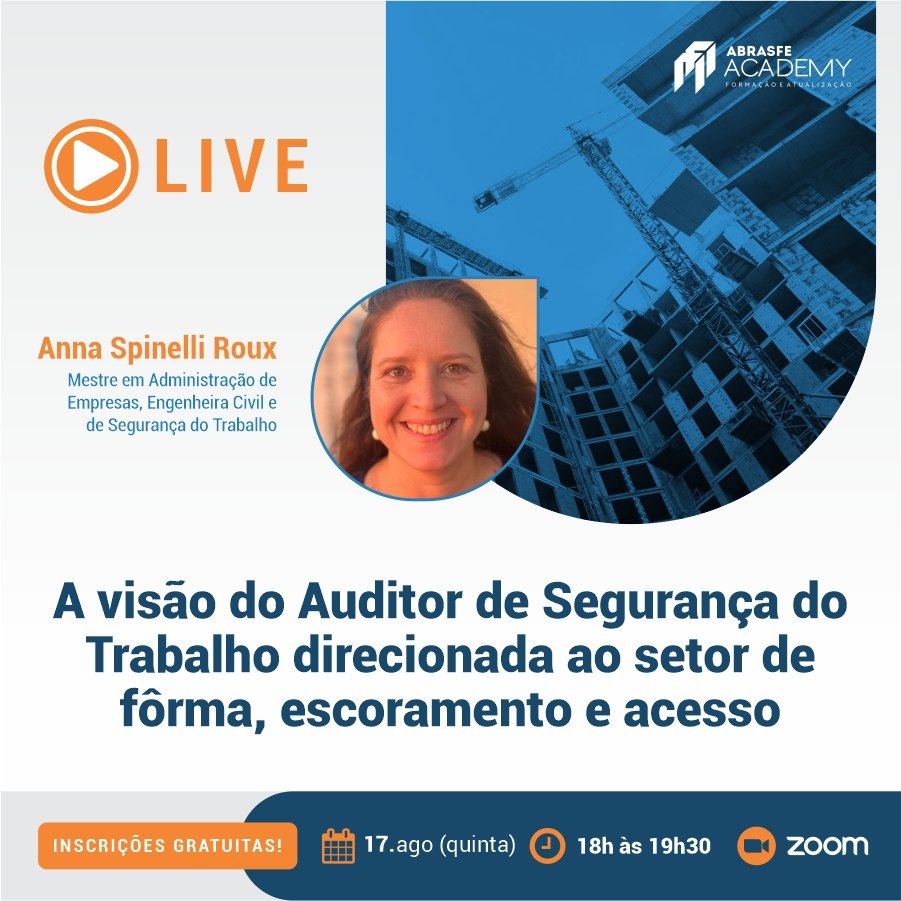 ABRASFE
ACADEMY
FORMAÇÃO E ATUALIZAÇÃO
LIVE
Anna Spinelli Roux
Mestre em Administração de
Empresas, Engenheira Civil e
de Segurança do Trabalho
A visão do Auditor de Segurança do
Trabalho direcionada ao setor de
fôrma, escoramento e acesso
INSCRIÇÕES GRATUITAS!
17.ago (quinta)
18h às 19h30
zoom